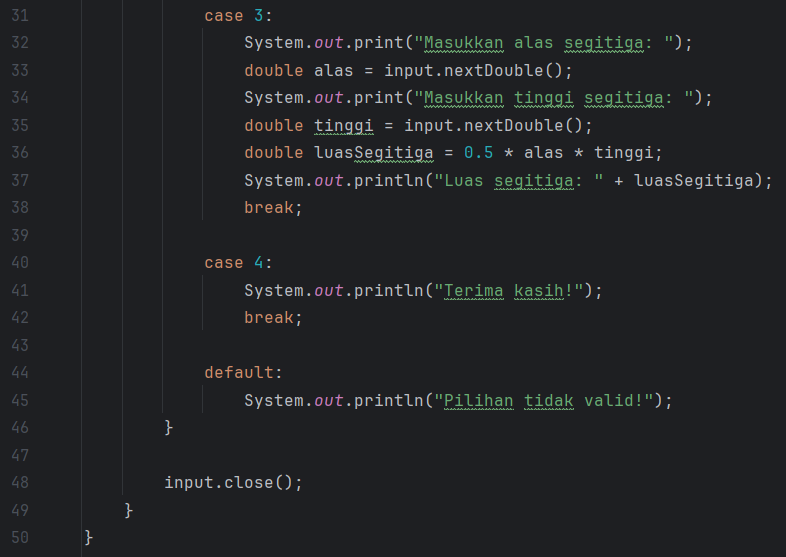 31 case 3:
32 System.out.print("Masukkan alas segitiga: ");
33 double alas = input.nextDouble();
34 System.out.print("Masukkan tinggi segitiga: ");
35 double tinggi = input.nextDouble();
36 double luasSegitiga = 0.5 * alas * tinggi;
37 System.out.println("Luas segitiga: " + luasSegitiga);
38 break;
39
40 case 4:
41 System.out.println("Terima kasih!");
42 break;
43
44 default:
45 System.out.println("Pilihan tidak valid!");
46 }
47
48 input.close();
49 }
50 }